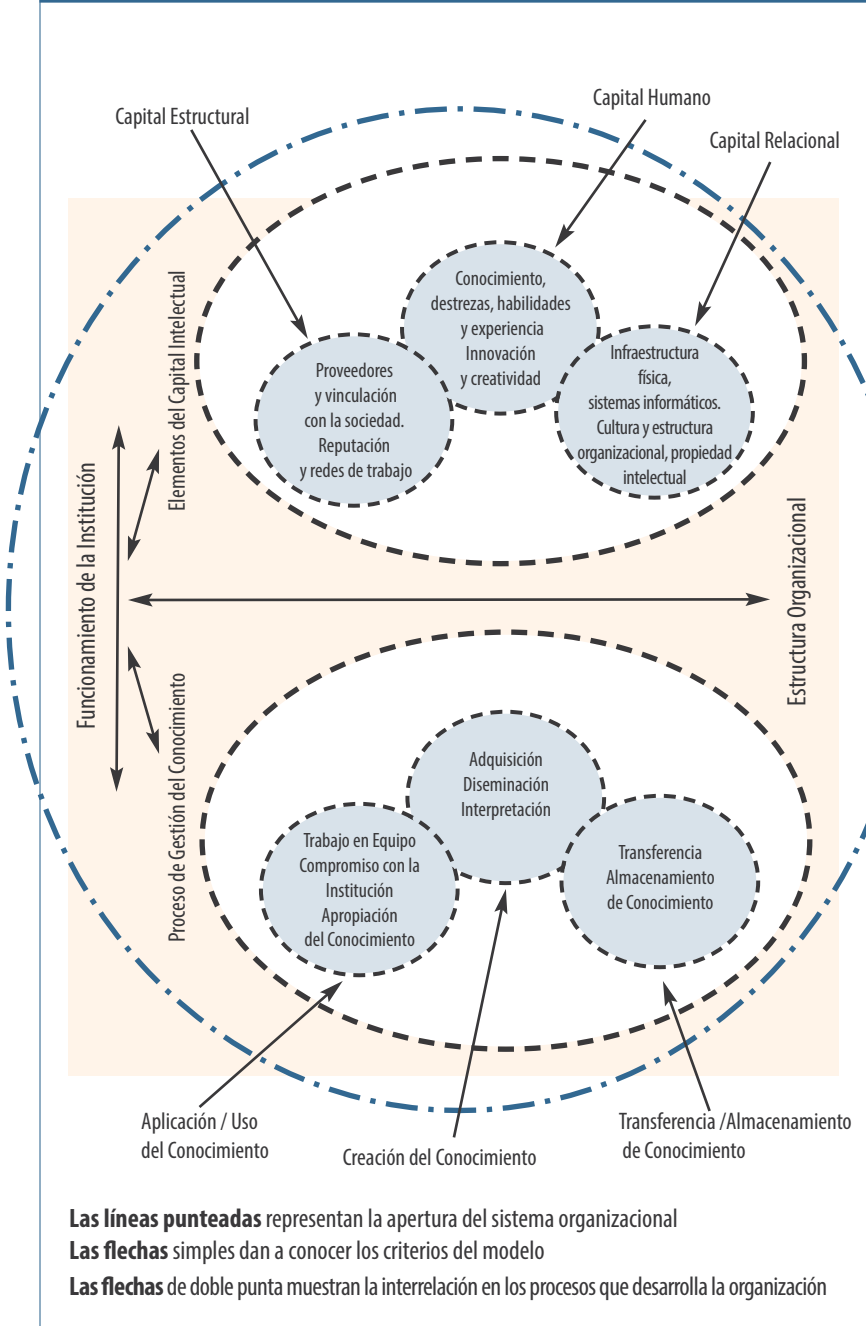 Capital Estructural
Capital Humano
Capital Relacional
Elementos del Capital Intelectual
Conocimiento,
destrezas, habilidades
y experiencia
Innovación
y creatividad
Proveedores
y vinculación
con la sociedad.
Reputación
y redes de trabajo
Infraestructura
física,
sistemas informáticos.
Cultura y estructura
organizacional, propiedad
intelectual
Funcionamiento de la Institución
Estructura Organizacional
Proceso de Gestión del Conocimiento
Adquisición
Diseminación
Interpretación
Trabajo en Equipo
Compromiso con la
Institución
Apropiación
del Conocimiento
Transferencia
Almacenamiento
de Conocimiento
Aplicación / Uso
del Conocimiento
Creación del Conocimiento
Transferencia /Almacenamiento
de Conocimiento
Las líneas punteadas representan la apertura del sistema organizacional
Las flechas simples dan a conocer los criterios del modelo
Las flechas de doble punta muestran la interrelación en los procesos que desarrolla la organización